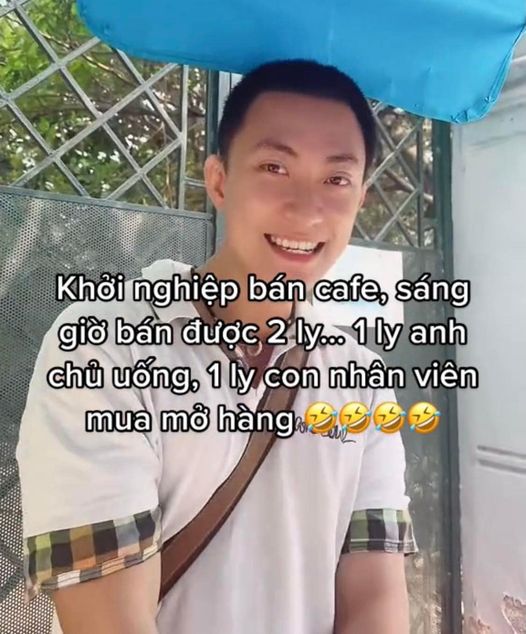 Khởi nghiệp bán cafe, sáng
giờ bán được 2 ly... 1 ly anh
chủ uống, 1 ly con nhân viên
mua mở hàng 🤣🤣🤣🤣